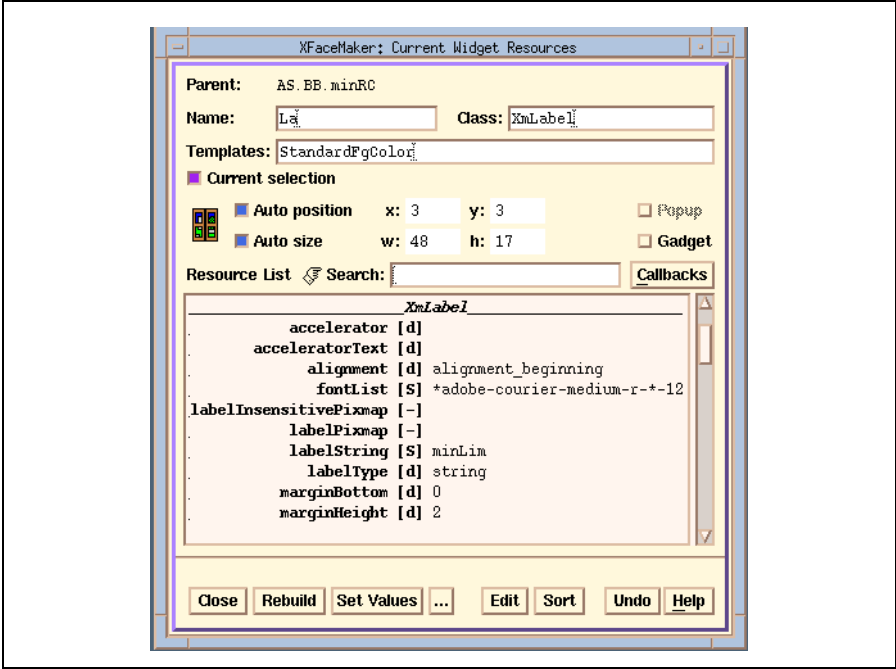 XFaceMaker: Current Widget Resources
Parent: AS.BB.minRC
Name: La Class: XmLabel
Templates: StandardFgColor
Current selection
Auto position x: 3 y: 3 Popup
Auto size w: 48 h: 17 Gadget
Resource List Search: Callbacks
XmLabel
accelerator [d]
acceleratorText [d]
alignment [d] alignment_beginning
fontList [S] *adobe-courier-medium-r-*-12
labelInsensitivePixmap [-]
labelPixmap [-]
labelString [S] minLim
labelType [d] string
marginBottom [d] 0
marginHeight [d] 2
Close Rebuild Set Values ... Edit Sort Undo Help